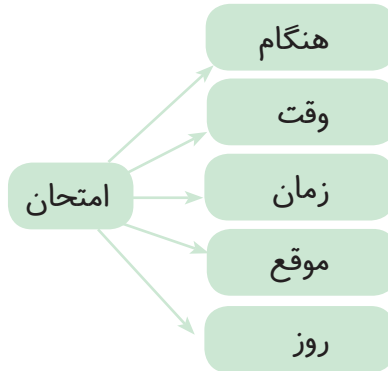 هنگام
وقت
زمان
امتحان
موقع
روز